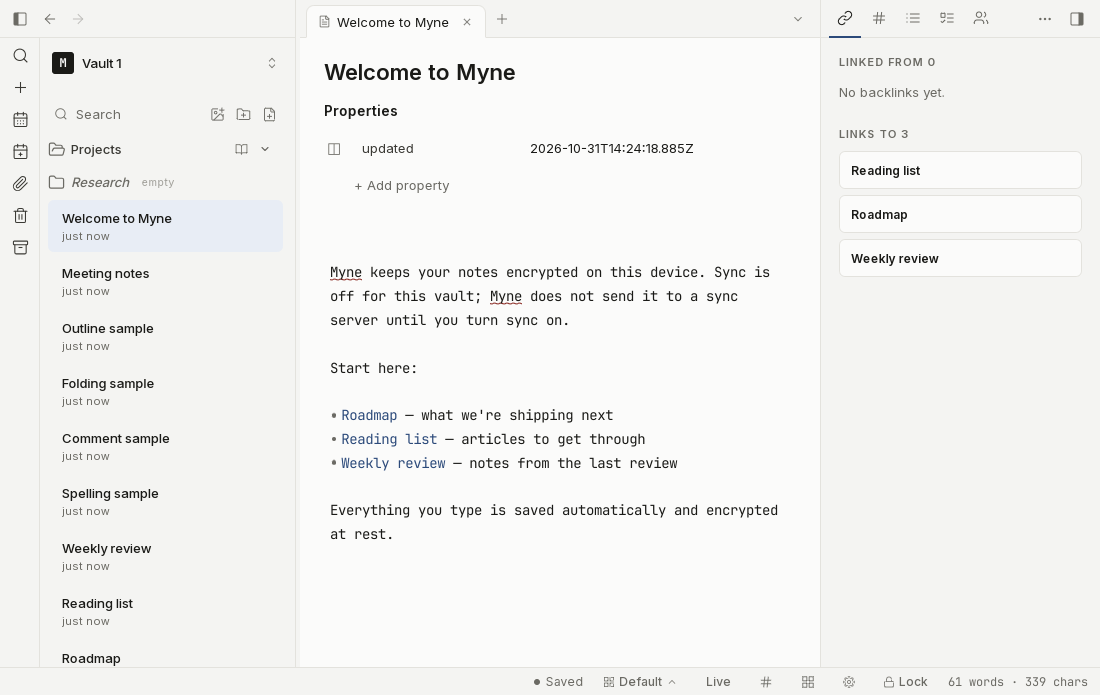 Welcome to Myne
M Vault 1
Search
Projects
Research empty
Welcome to Myne
just now
Meeting notes
just now
Outline sample
just now
Folding sample
just now
Comment sample
just now
Spelling sample
just now
Weekly review
just now
Reading list
just now
Roadmap
Welcome to Myne
Properties
updated 2026-10-31T14:24:18.885Z
+ Add property
Myne keeps your notes encrypted on this device. Sync is
off for this vault; Myne does not send it to a sync
server until you turn sync on.
Start here:
• Roadmap — what we're shipping next
• Reading list — articles to get through
• Weekly review — notes from the last review
Everything you type is saved automatically and encrypted
at rest.
LINKED FROM 0
No backlinks yet.
LINKS TO 3
Reading list
Roadmap
Weekly review
Saved Default Live Lock 61 words · 339 chars